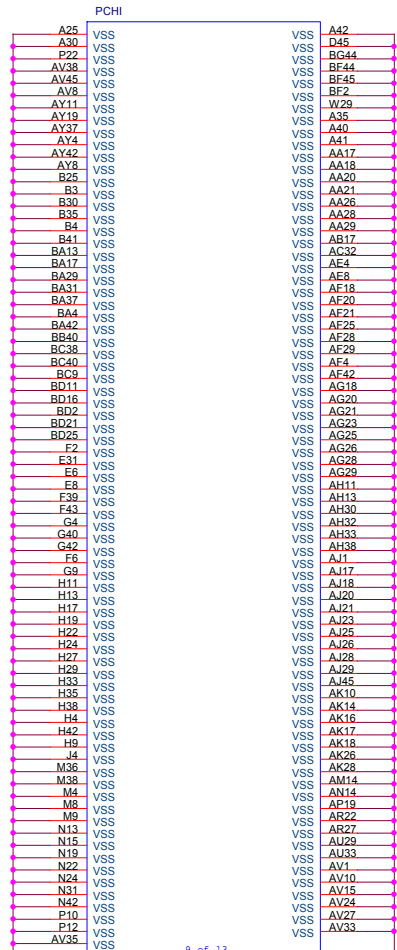 PCHI
A25 VSS VSS A42
A30 VSS VSS D45
P22 VSS VSS BG44
AV38 VSS VSS BF44
AV45 VSS VSS BF45
AV8 VSS VSS BF2
AY11 VSS VSS W29
AY19 VSS VSS A35
AY37 VSS VSS A40
AY4 VSS VSS A41
AY42 VSS VSS AA17
AY8 VSS VSS AA18
B25 VSS VSS AA20
B3 VSS VSS AA21
B30 VSS VSS AA26
B35 VSS VSS AA28
B4 VSS VSS AA29
B41 VSS VSS AB17
BA13 VSS VSS AC32
BA17 VSS VSS AE4
BA29 VSS VSS AE8
BA31 VSS VSS AF18
BA37 VSS VSS AF20
BA4 VSS VSS AF21
BA42 VSS VSS AF25
BB40 VSS VSS AF28
BC38 VSS VSS AF29
BC40 VSS VSS AF4
BC9 VSS VSS AF42
BD11 VSS VSS AG18
BD16 VSS VSS AG20
BD2 VSS VSS AG21
BD21 VSS VSS AG23
BD25 VSS VSS AG25
F2 VSS VSS AG26
E31 VSS VSS AG28
E6 VSS VSS AG29
E8 VSS VSS AH11
F39 VSS VSS AH13
F43 VSS VSS AH30
G4 VSS VSS AH32
G40 VSS VSS AH33
G42 VSS VSS AH38
F6 VSS VSS AJ1
G9 VSS VSS AJ17
H11 VSS VSS AJ18
H13 VSS VSS AJ20
H17 VSS VSS AJ21
H19 VSS VSS AJ23
H22 VSS VSS AJ25
H24 VSS VSS AJ26
H27 VSS VSS AJ28
H29 VSS VSS AJ29
H33 VSS VSS AJ45
H35 VSS VSS AK10
H38 VSS VSS AK14
H4 VSS VSS AK16
H42 VSS VSS AK17
H9 VSS VSS AK18
J4 VSS VSS AK26
M36 VSS VSS AK28
M38 VSS VSS AM14
M4 VSS VSS AN14
M8 VSS VSS AP19
M9 VSS VSS AR22
N13 VSS VSS AR27
N15 VSS VSS AU29
N19 VSS VSS AU33
N22 VSS VSS AV1
N24 VSS VSS AV10
N31 VSS VSS AV15
N42 VSS VSS AV24
P10 VSS VSS AV27
P12 VSS VSS AV33
AV35 VSS
9 of 13